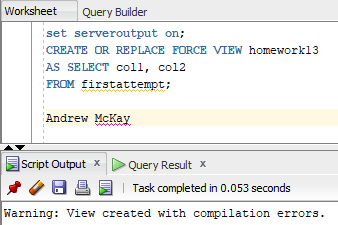 Worksheet Query Builder
set serveroutput on;
CREATE OR REPLACE FORCE VIEW homework13
AS SELECT col1, col2
FROM firstattempt;
Andrew McKay
Script Output x Query Result x
Task completed in 0.053 seconds
Warning: View created with compilation errors.